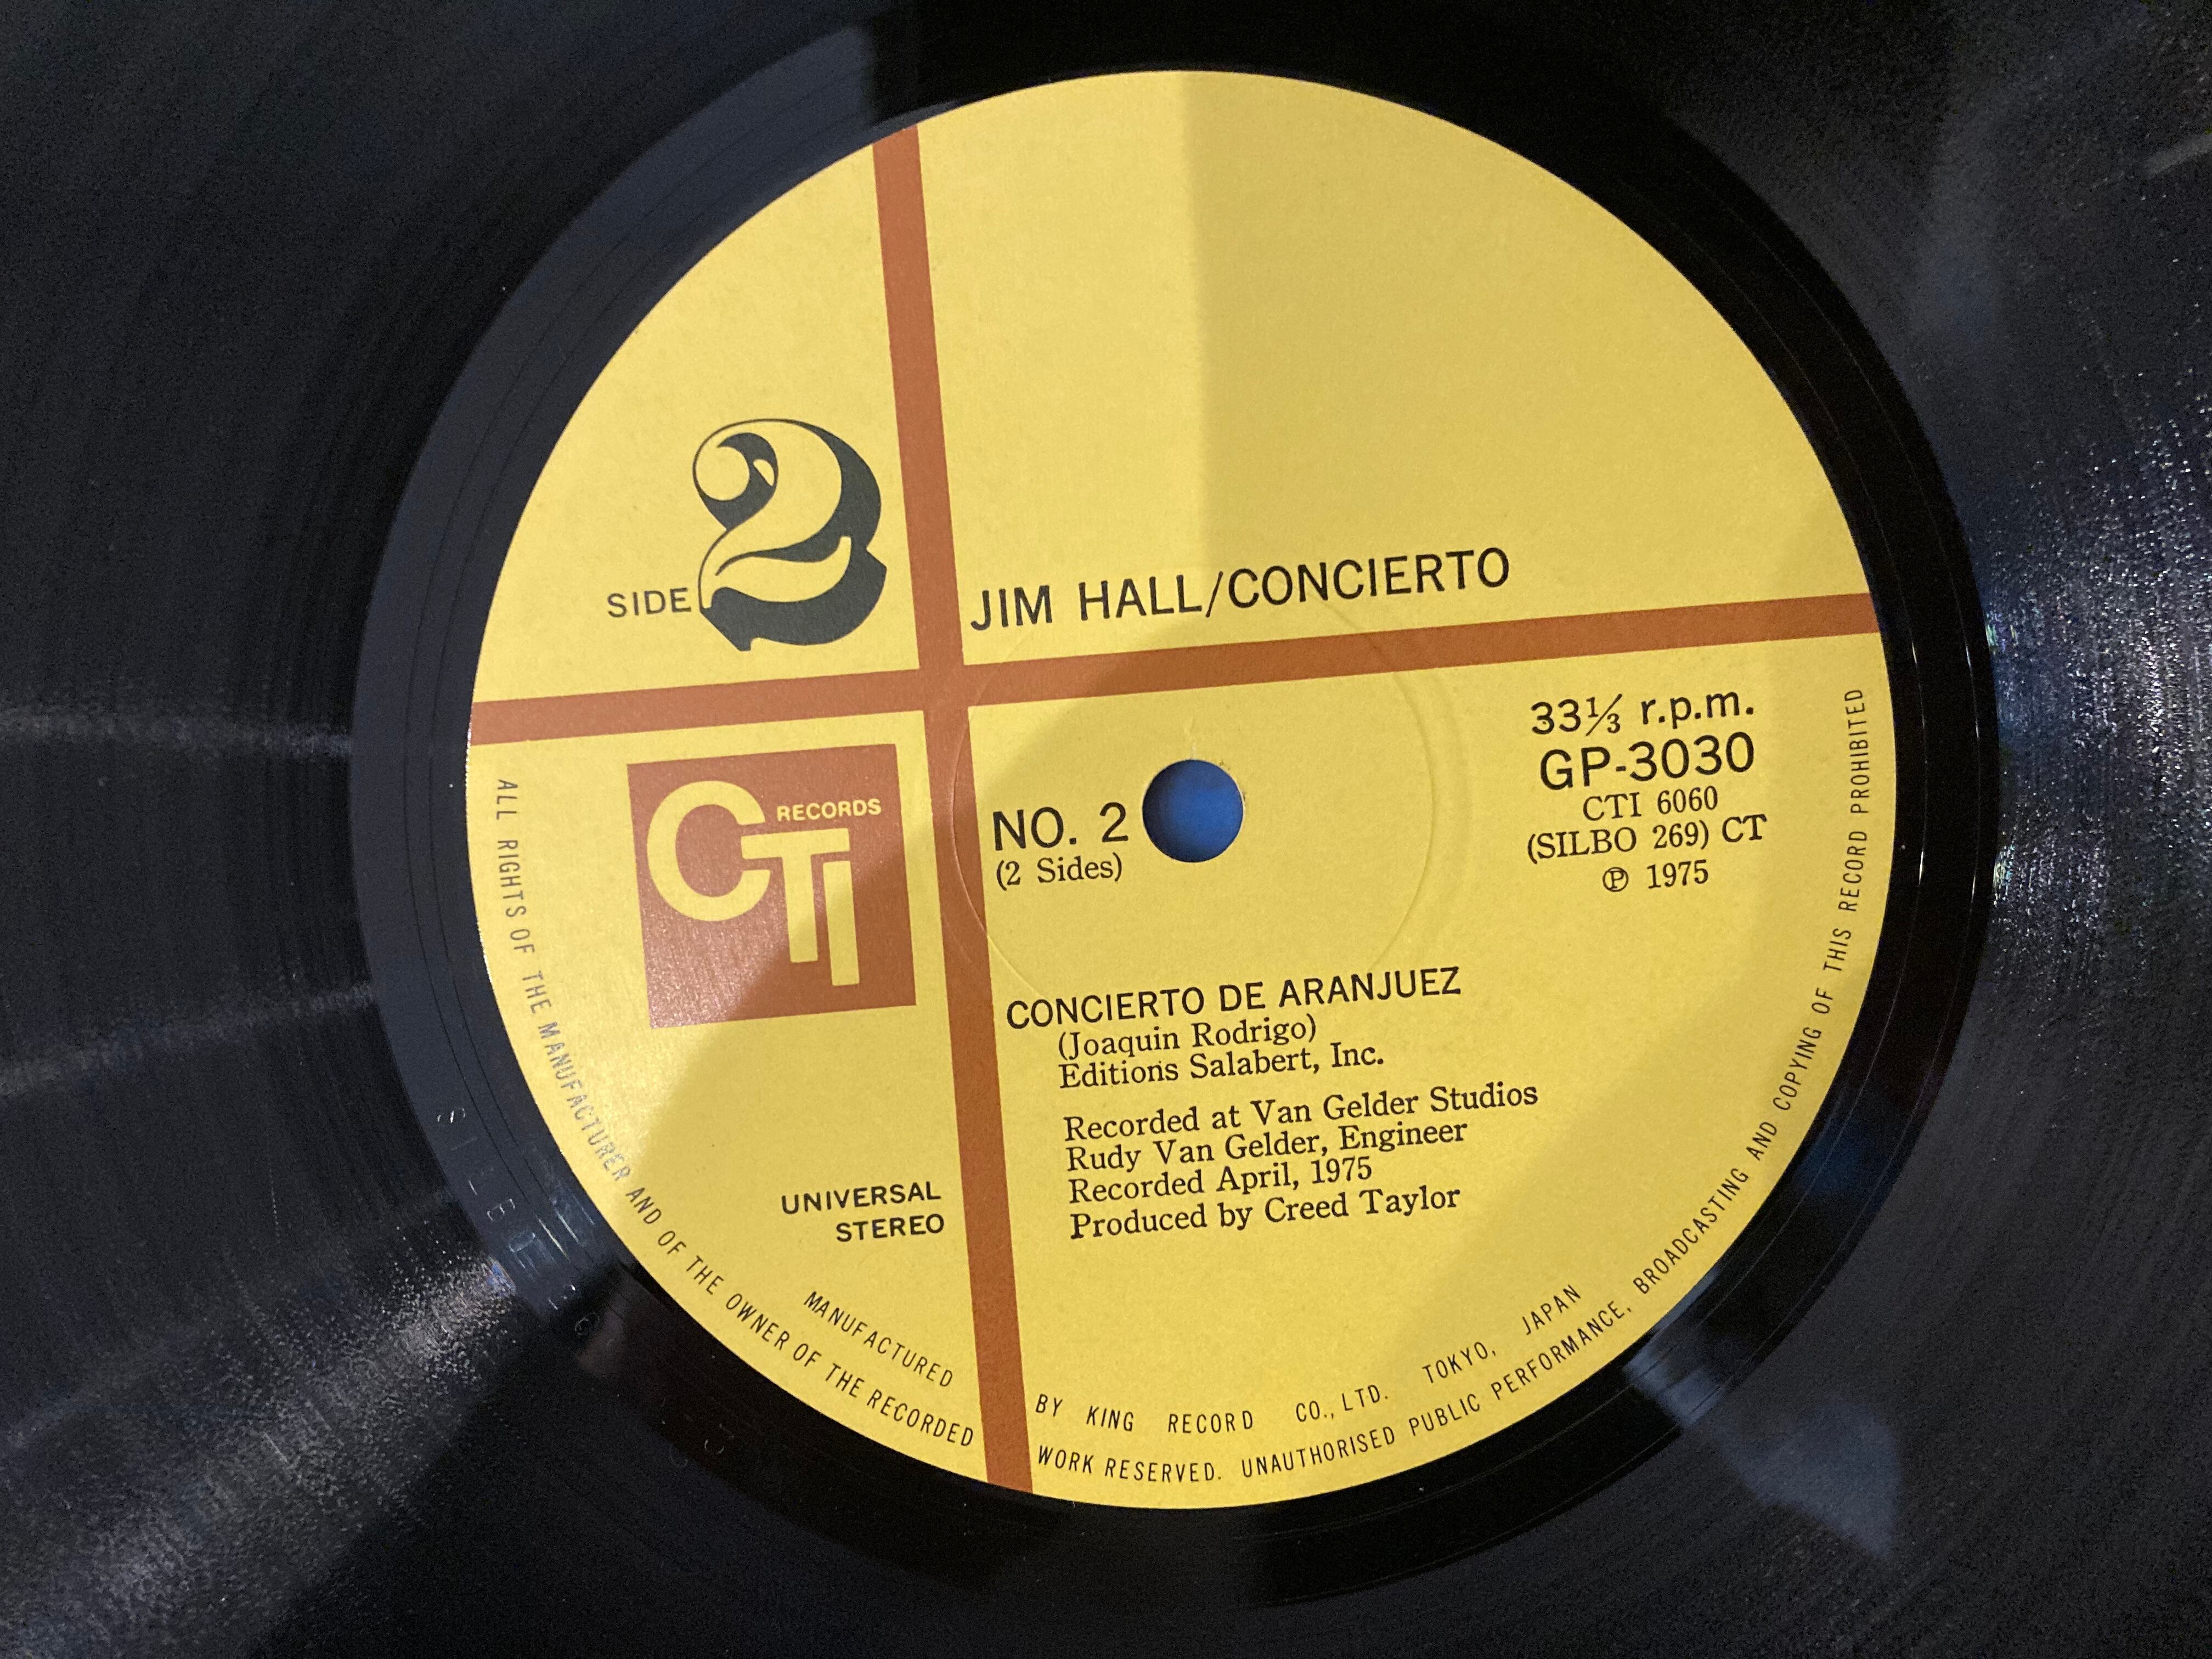 SIDE 2
JIM HALL/CONCIERTO
CTI RECORDS
NO. 2
(2 Sides)
33⅓ r.p.m.
GP-3030
CTI 6060
(SILBO 269) CT
℗ 1975
CONCIERTO DE ARANJUEZ
(Joaquin Rodrigo)
Editions Salabert, Inc.
Recorded at Van Gelder Studios
Rudy Van Gelder, Engineer
Recorded April, 1975
Produced by Creed Taylor
UNIVERSAL
STEREO
MANUFACTURED BY KING RECORD CO., LTD. TOKYO, JAPAN
ALL RIGHTS OF THE MANUFACTURER AND OF THE OWNER OF THE RECORDED WORK RESERVED. UNAUTHORISED PUBLIC PERFORMANCE, BROADCASTING AND COPYING OF THIS RECORD PROHIBITED